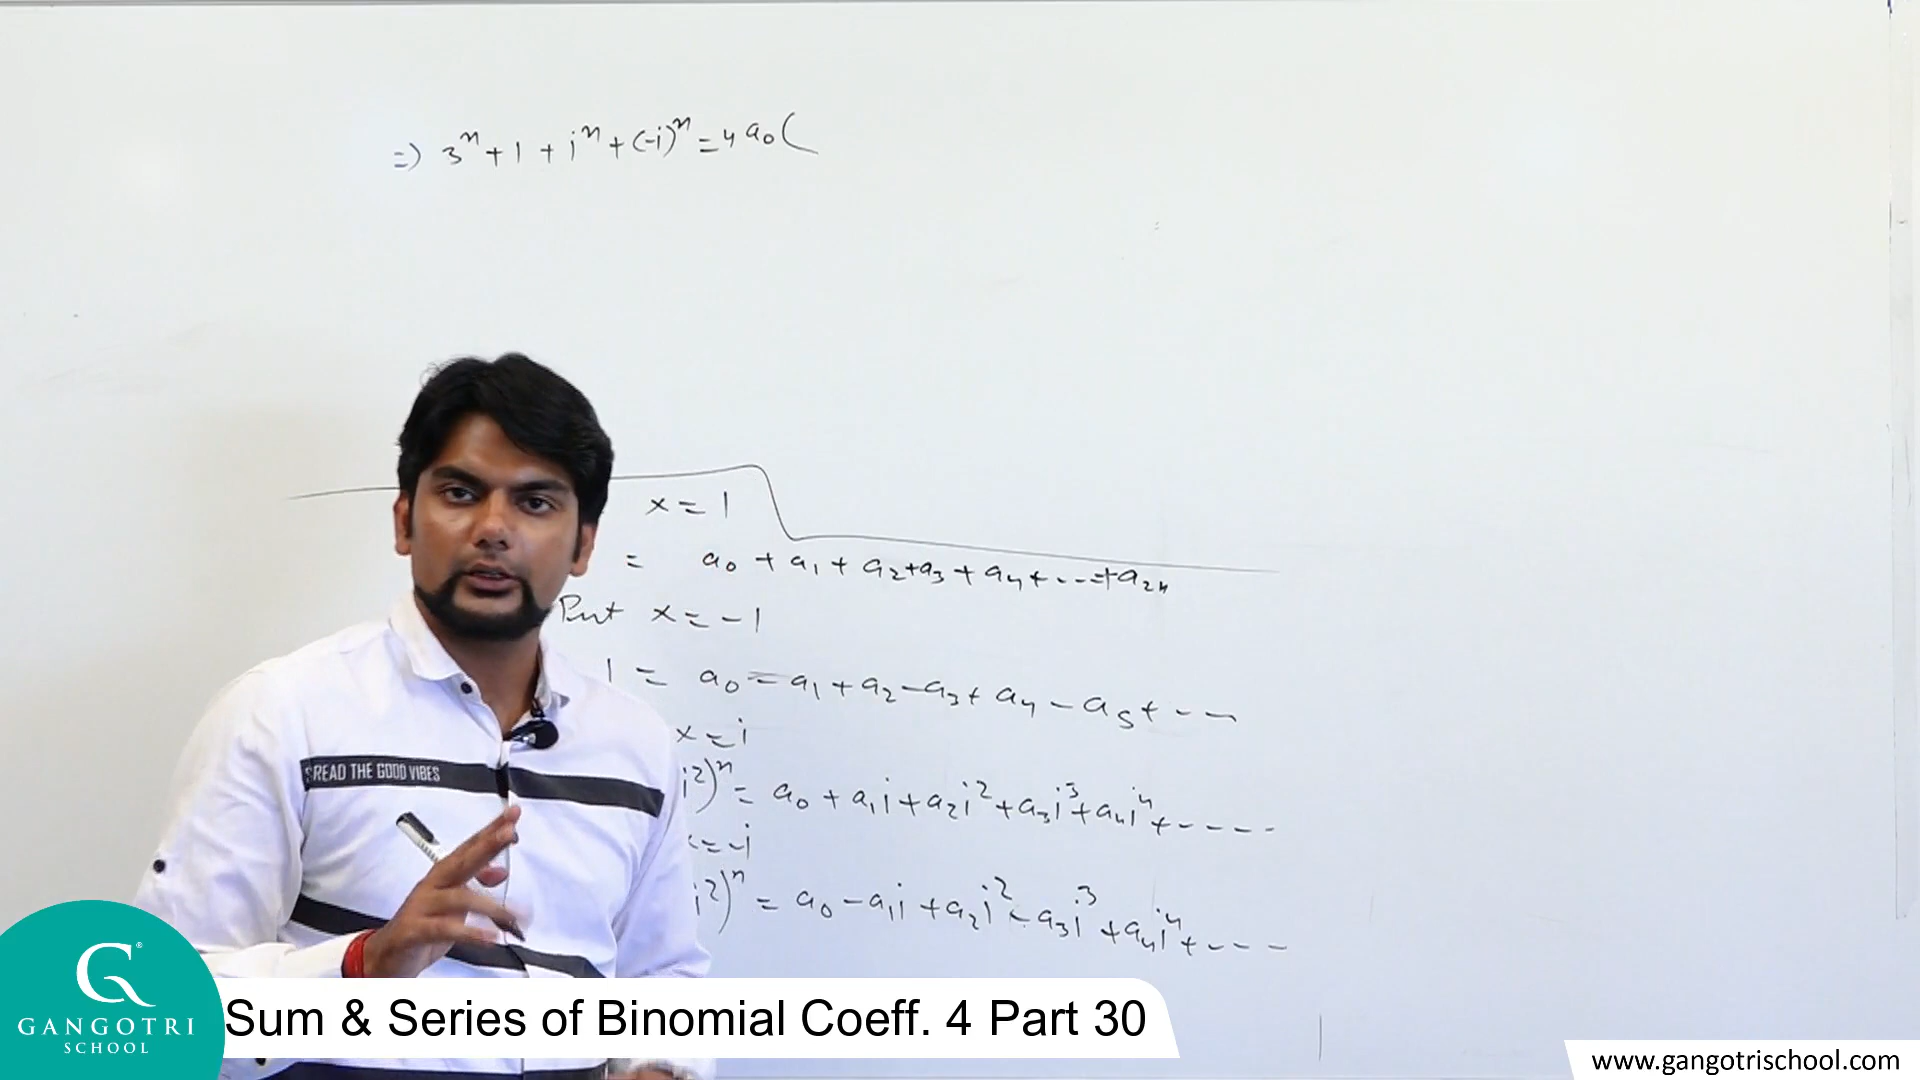 => 3^n + 1 + i^n + (-i)^n = 4a₀ (
x = 1
= a₀ + a₁ + a₂ + a₃ + a₄ + ... + a₂ₙ
Put x = -1
1 = a₀ - a₁ + a₂ - a₃ + a₄ - a₅ + ---
x = i
i²)^n = a₀ + a₁i + a₂i² + a₃i³ + a₄i⁴ + -----
x = -i
i²)^n = a₀ - a₁i + a₂i² - a₃i³ + a₄i⁴ + ---
READ THE GOOD VIBES
G®
GANGOTRI
SCHOOL
Sum & Series of Binomial Coeff. 4 Part 30
www.gangotrischool.com